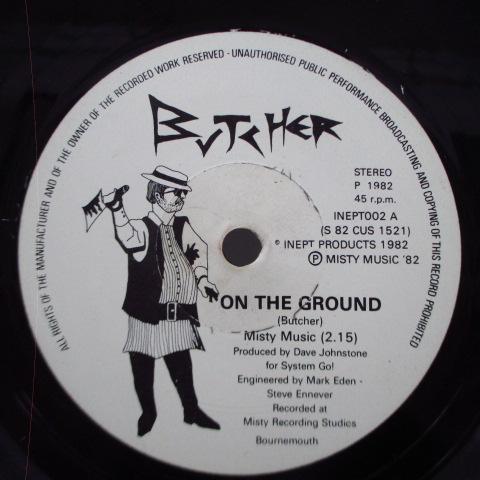 ALL RIGHTS OF THE MANUFACTURER AND OF THE OWNER OF THE RECORDED WORK RESERVED - UNAUTHORISED PUBLIC PERFORMANCE BROADCASTING AND COPYING OF THIS RECORD PROHIBITED
BUTCHER
STEREO
P 1982
45 r.p.m.
INEPT002 A
(S 82 CUS 1521)
© INEPT PRODUCTS 1982
Ⓟ MISTY MUSIC '82
ON THE GROUND
(Butcher)
Misty Music (2.15)
Produced by Dave Johnstone
for System Go!
Engineered by Mark Eden -
Steve Ennever
Recorded at
Misty Recording Studios
Bournemouth